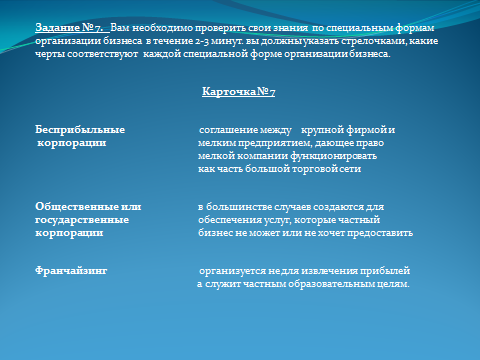 Задание №7. Вам необходимо проверить свои знания по специальным формам
организации бизнеса в течение 2-3 минут. вы должны указать стрелочками, какие
черты соответствуют каждой специальной форме организации бизнеса.
Карточка№7
Бесприбыльные соглашение между крупной фирмой и
корпорации мелким предприятием, дающее право
мелкой компании функционировать
как часть большой торговой сети
Общественные или в большинстве случаев создаются для
государственные обеспечения услуг, которые частный
корпорации бизнес не может или не хочет предоставить
Франчайзинг организуется не для извлечения прибылей
а служит частным образовательным целям.